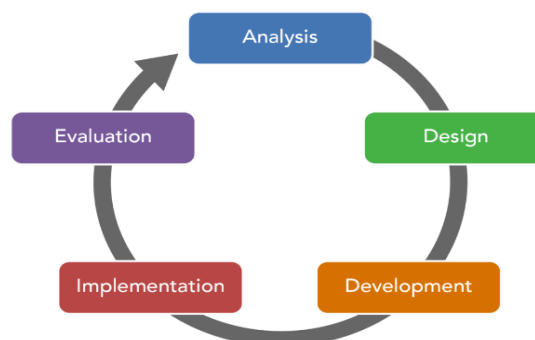 Analysis
Design
Development
Implementation
Evaluation